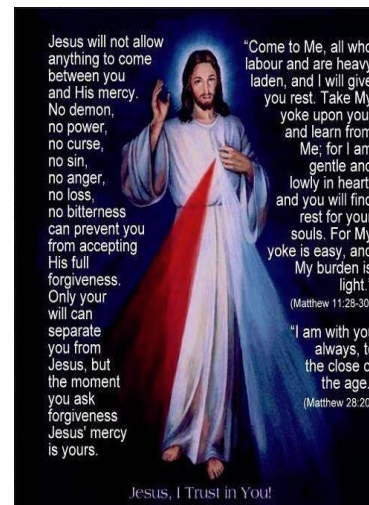 Jesus will not allow
anything to come
between you
and His mercy.
No demon,
no power,
no curse,
no sin,
no anger,
no loss,
no bitterness
can prevent you
from accepting
His full
forgiveness.
Only your
will can
separate
you from
Jesus, but
the moment
you ask
forgiveness
Jesus' mercy
is yours.
“Come to Me, all who
labour and are heavy
laden, and I will give
you rest. Take My
yoke upon you
and learn from
Me; for I am
gentle and
lowly in heart
and you will find
rest for your
souls. For My
yoke is easy, and
My burden is
light.”
(Matthew 11:28-30
“I am with you
always, to
the close o
the age.
(Matthew 28:20
Jesus, I Trust in You!